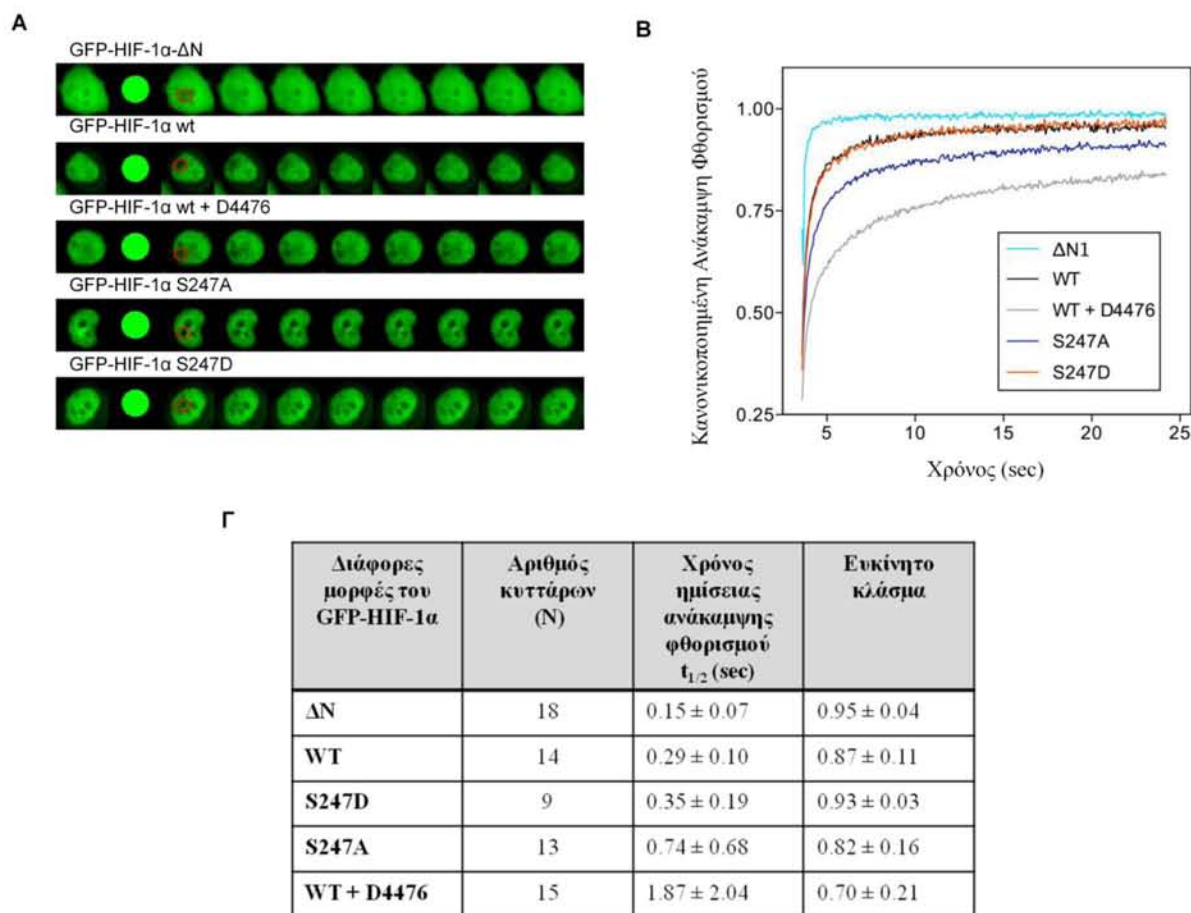 A
GFP-HIF-1α-ΔN
GFP-HIF-1α wt
GFP-HIF-1α wt + D4476
GFP-HIF-1α S247A
GFP-HIF-1α S247D
B
Κανονικοποιημένη Ανάκαμψη Φθορισμού
1.00
0.75
0.50
0.25
5
10
15
20
25
Χρόνος (sec)
ΔN1
WT
WT + D4476
S247A
S247D
Γ
Διάφορες
μορφές του
GFP-HIF-1α
Αριθμός
κυττάρων
(N)
Χρόνος
ημίσειας
ανάκαμψης
φθορισμού
t1/2 (sec)
Ευκίνητο
κλάσμα
ΔN 18 0.15 ± 0.07 0.95 ± 0.04
WT 14 0.29 ± 0.10 0.87 ± 0.11
S247D 9 0.35 ± 0.19 0.93 ± 0.03
S247A 13 0.74 ± 0.68 0.82 ± 0.16
WT + D4476 15 1.87 ± 2.04 0.70 ± 0.21